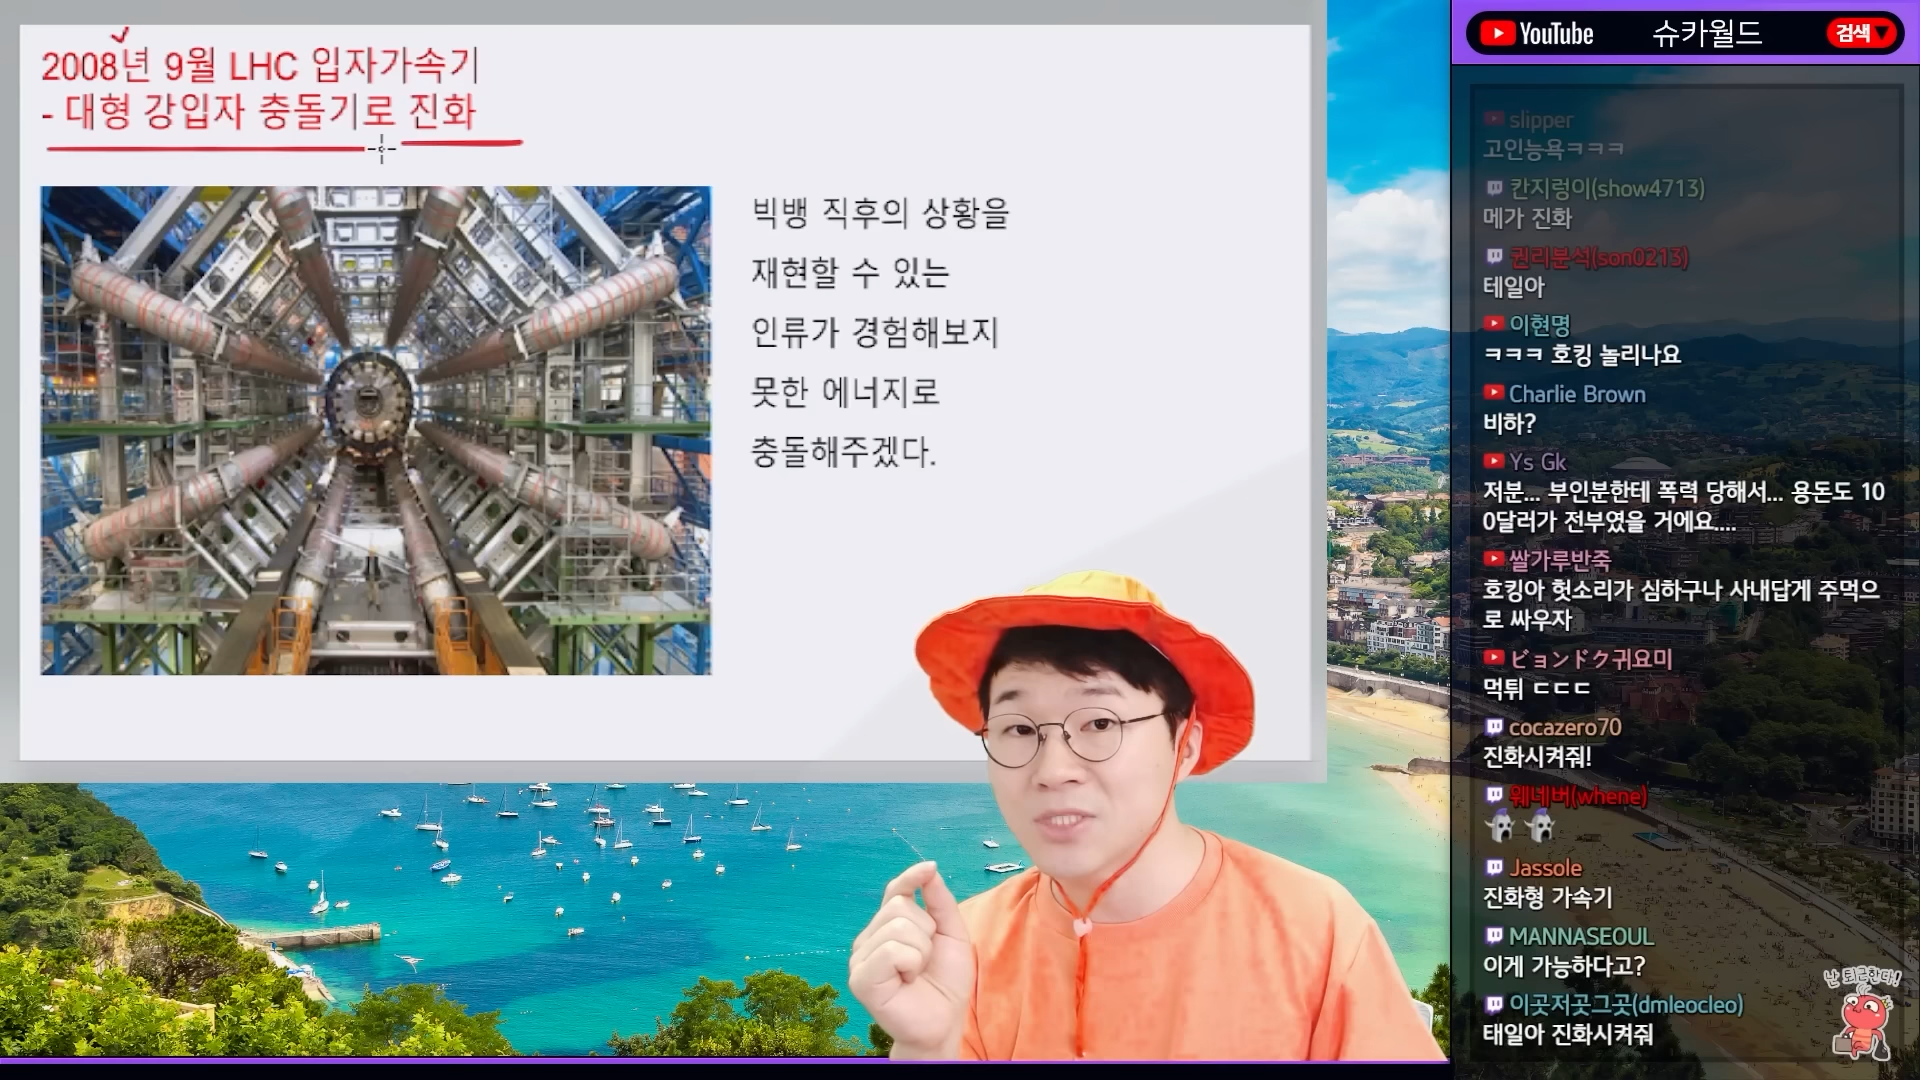 2008년 9월 LHC 입자가속기
- 대형 강입자 충돌기로 진화
빅뱅 직후의 상황을
재현할 수 있는
인류가 경험해보지
못한 에너지로
충돌해주겠다.
YouTube 슈카월드 검색▼
slipper
고인능욕ㅋㅋㅋ
칸지렁이(show4713)
메가 진화
권리분석(son0213)
테일아
이현명
ㅋㅋㅋ 호킹 놀리나요
Charlie Brown
비하?
Ys Gk
저분... 부인분한테 폭력 당해서... 용돈도 10
0달러가 전부였을 거에요....
쌀가루반죽
호킹아 헛소리가 심하구나 사내답게 주먹으
로 싸우자
ビョンドク귀요미
먹튀 ㄷㄷㄷ
cocazero70
진화시켜줘!
웨네버(whene)
Jassole
진화형 가속기
MANNASEOUL
이게 가능하다고?
이곳저곳그곳(dmleocleo)
태일아 진화시켜줘
난 퇴근한다!